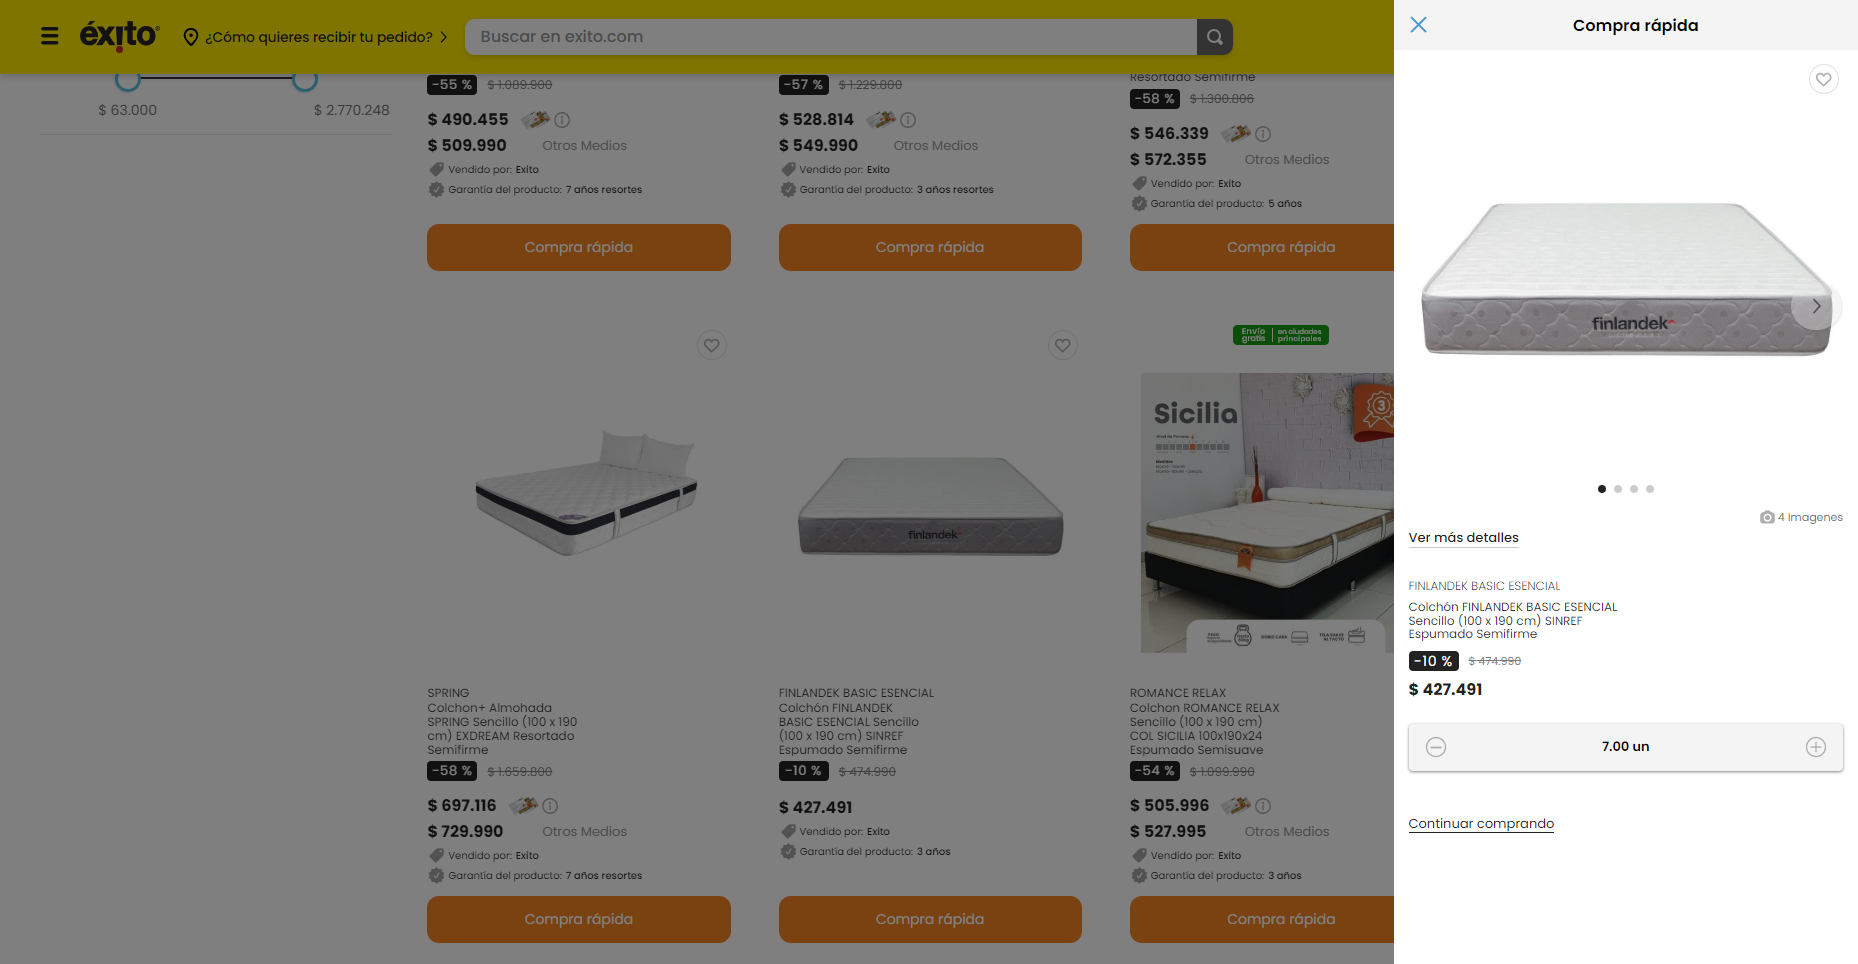 éxito
¿Cómo quieres recibir tu pedido?
Buscar en exito.com
$ 63.000
$ 2.770.248
-55 % $ 1.089.900
$ 490.455
$ 509.990 Otros Medios
Vendido por: Exito
Garantía del producto: 7 años resortes
Compra rápida
-57 % $ 1.229.800
$ 528.814
$ 549.990 Otros Medios
Vendido por: Exito
Garantía del producto: 3 años resortes
Compra rápida
Resortado Semifirme
-58 % $ 1.300.806
$ 546.339
$ 572.355 Otros Medios
Vendido por: Exito
Garantía del producto: 5 años
Compra rápida
SPRING
Colchon+ Almohada
SPRING Sencillo (100 x 190
cm) EXDREAM Resortado
Semifirme
-58 % $ 1.659.800
$ 697.116
$ 729.990 Otros Medios
Vendido por: Exito
Garantía del producto: 7 años resortes
Compra rápida
finlandek
FINLANDEK BASIC ESENCIAL
Colchón FINLANDEK
BASIC ESENCIAL Sencillo
(100 x 190 cm) SINREF
Espumado Semifirme
-10 % $ 474.990
$ 427.491
Vendido por: Exito
Garantía del producto: 3 años
Compra rápida
Envío
gratis
en ciudades
principales
Sicilia
3
ROMANCE RELAX
Colchon ROMANCE RELAX
Sencillo (100 x 190 cm)
COL SICILIA 100x190x24
Espumado Semisuave
-54 % $ 1.099.990
$ 505.996
$ 527.995 Otros Medios
Vendido por: Exito
Garantía del producto: 3 años
Compra rápida
Compra rápida
finlandek
4 Imagenes
Ver más detalles
FINLANDEK BASIC ESENCIAL
Colchón FINLANDEK BASIC ESENCIAL
Sencillo (100 x 190 cm) SINREF
Espumado Semifirme
-10 % $ 474.990
$ 427.491
7.00 un
Continuar comprando